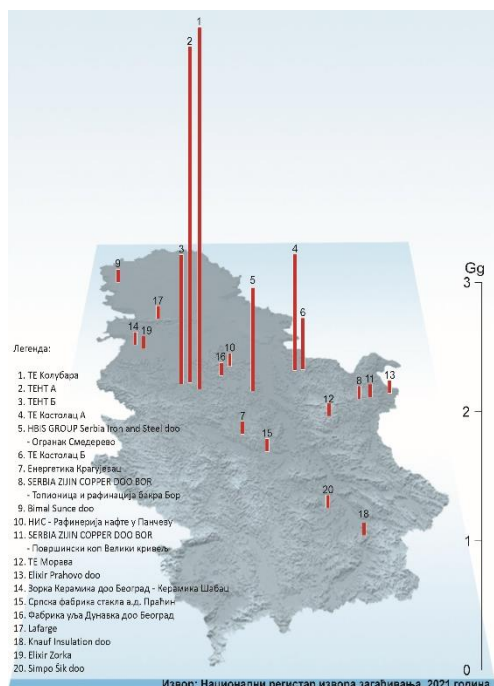 1
2
3
4
9
Gg
5
3
17
6
14
19
10
16
Легенда:
8
11
13
1. ТЕ Колубара
12
2. ТЕНТ А
2
3. ТЕНТ Б
4. ТЕ Костолац А
7
5. HBIS GROUP Serbia Iron and Steel doo
15
- Огранак Смедерево
6. ТЕ Костолац Б
7. Енергетика Крагујевац
8. SERBIA ZIJIN COPPER DOO BOR
- Топионица и рафинација бакра Бор
20
9. Bimal Sunce doo
18
10. НИС - Рафинерија нафте у Панчеву
1
11. SERBIA ZIJIN COPPER DOO BOR
- Површински коп Велики кривељ
12. ТЕ Морава
13. Elixir Prahovo doo
14. Зорка Керамика доо Београд - Керамика Шабац
15. Српска фабрика стакла а.д. Праћин
16. Фабрика уља Дунавка доо Београд
17. Lafarge
18. Knauf Insulation doo
19. Elixir Zorka
20. Simpo Šik doo
0
Извор: Национални регистар извора загађивања, 2021 година